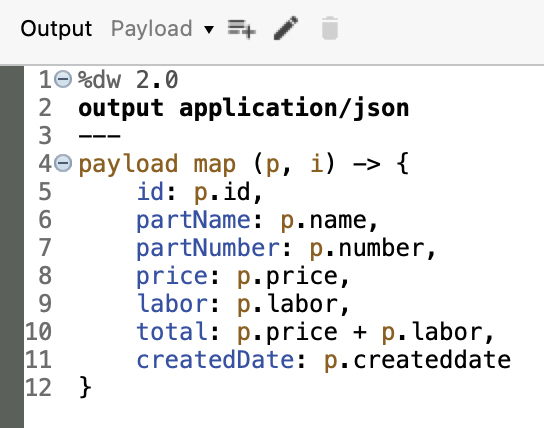 Output Payload
1 %dw 2.0
2 output application/json
3 ---
4 payload map (p, i) -> {
5     id: p.id,
6     partName: p.name,
7     partNumber: p.number,
8     price: p.price,
9     labor: p.labor,
10     total: p.price + p.labor,
11     createdDate: p.createddate
12 }